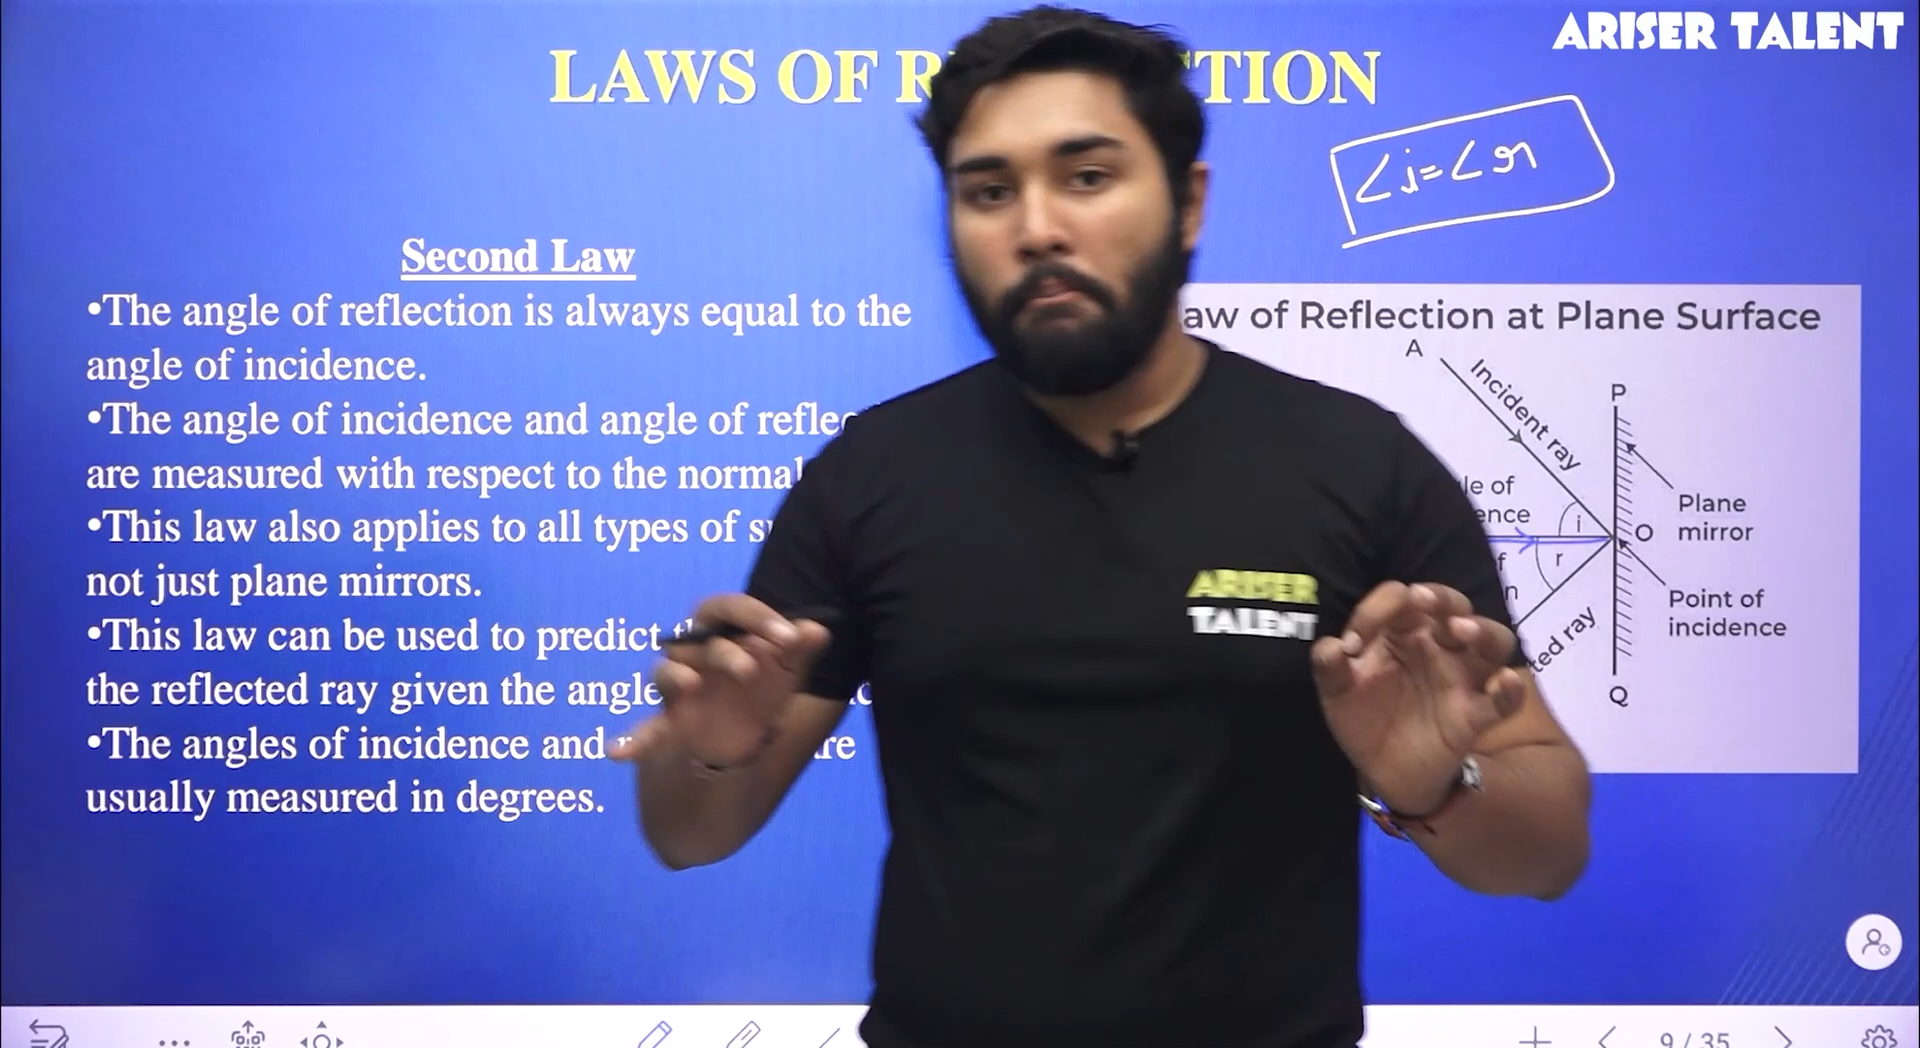 ARISER TALENT
LAWS OF R TION
∠i=∠r
Second Law
•The angle of reflection is always equal to the
angle of incidence.
•The angle of incidence and angle of
are measured with respect to the normal
•This law also applies to all types of
not just plane mirrors.
•This law can be used to predict
the reflected ray given the angle
•The angles of incidence and
usually measured in degrees.
of Reflection at Plane Surface
A
Incident ray
P
of
i
O
r
Plane
mirror
Point of
incidence
ray
Q
ARISER
TALENT
9 / 35